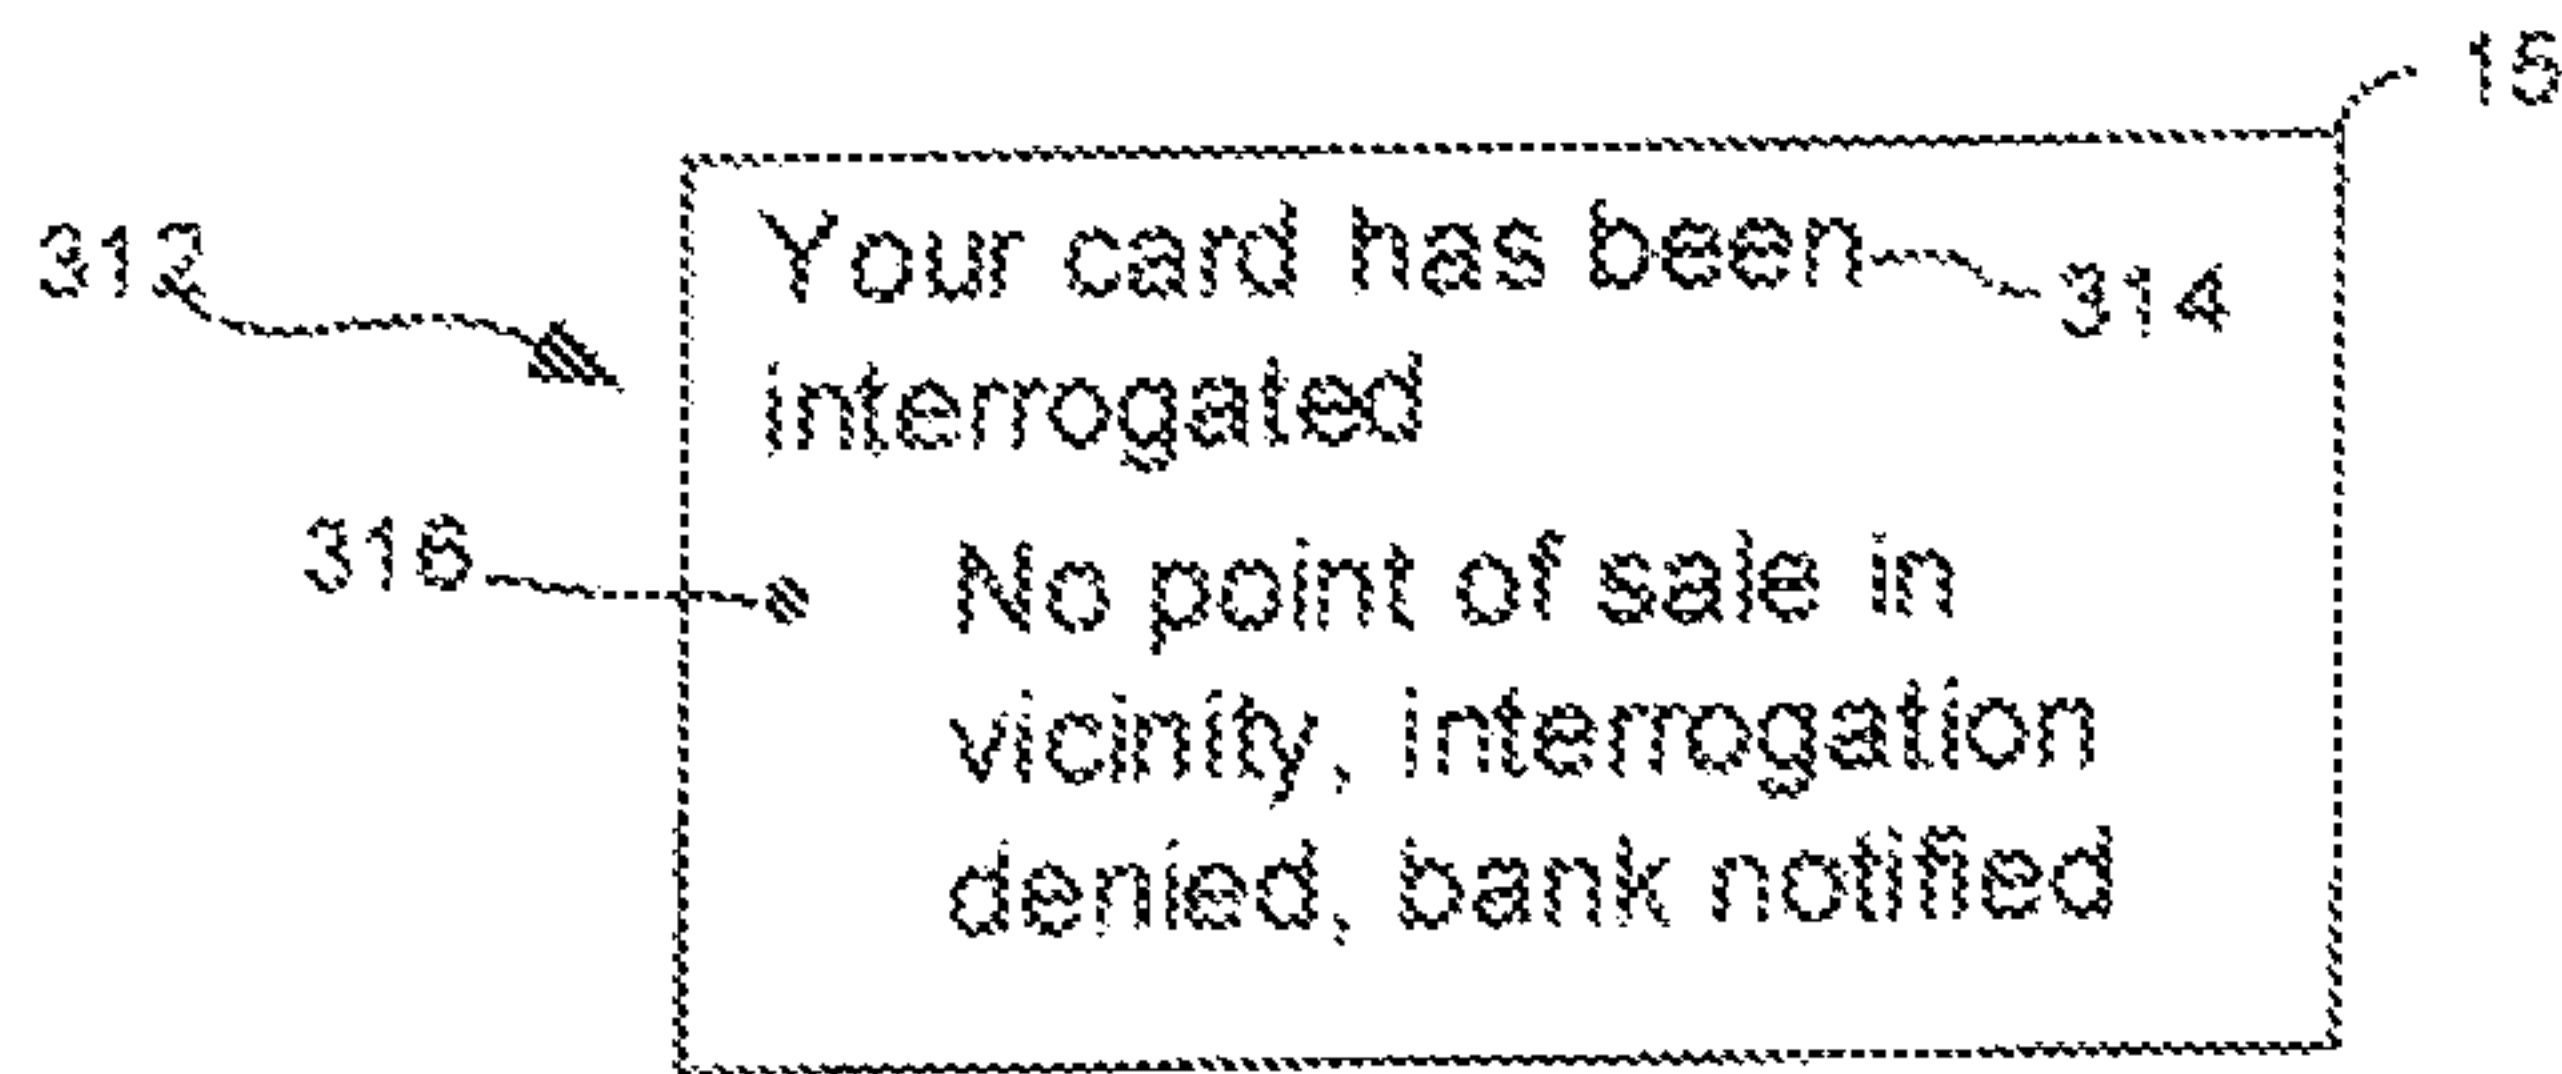 15
312
Your card has been
314
interrogated
316
No point of sale in
vicinity, interrogation
denied, bank notified